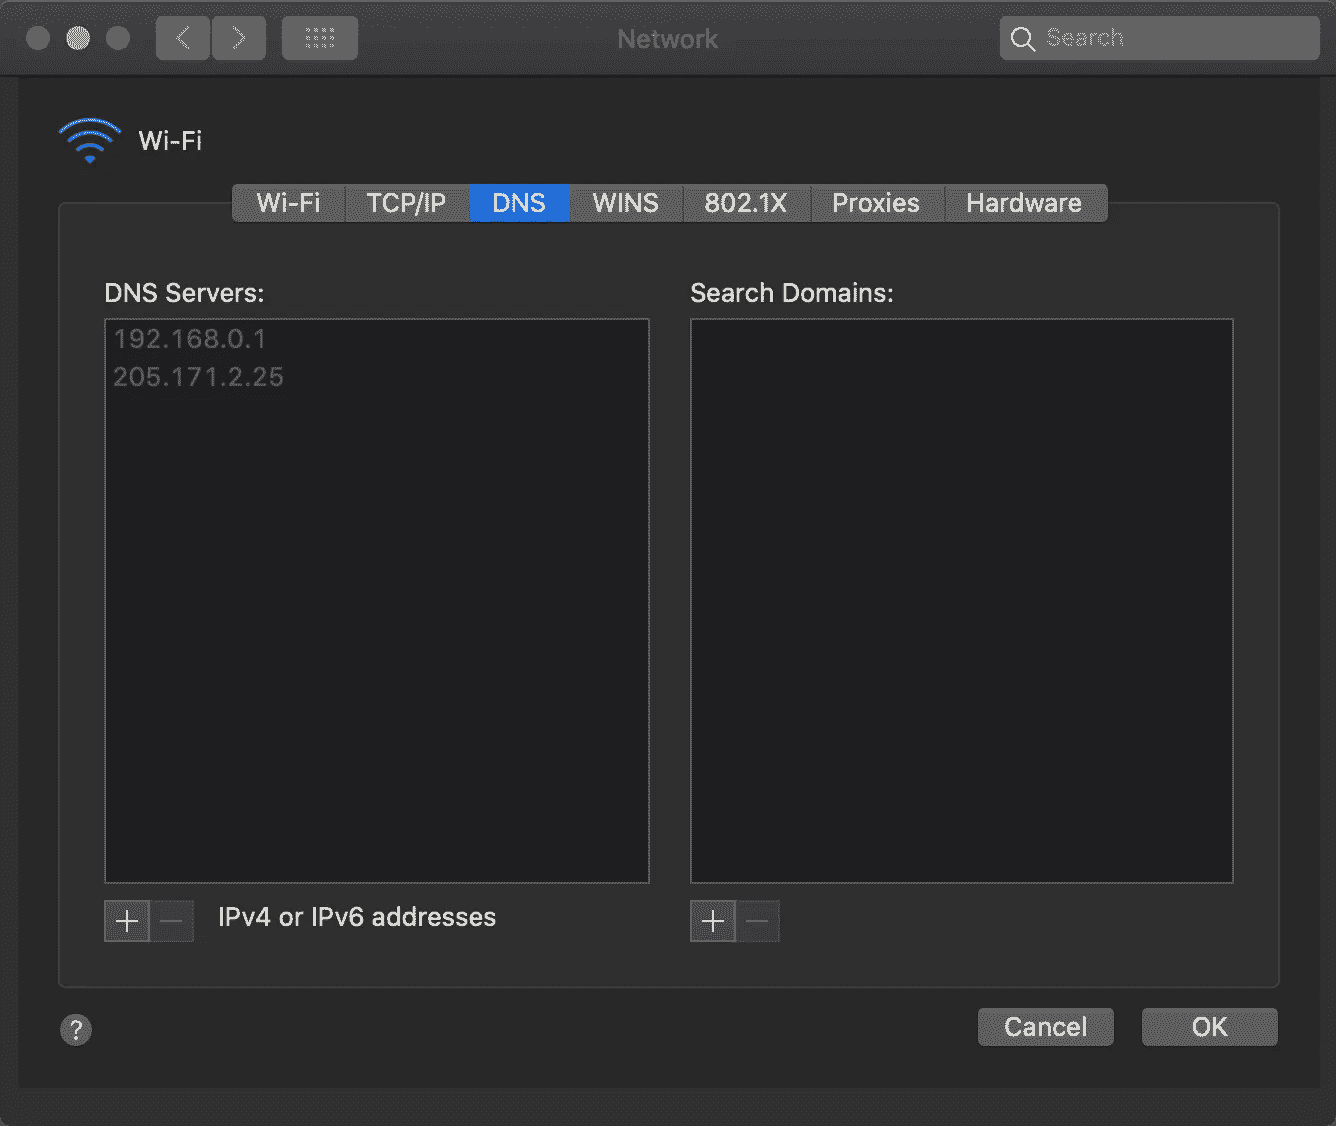 Network
Search
Wi-Fi
Wi-Fi TCP/IP DNS WINS 802.1X Proxies Hardware
DNS Servers:
192.168.0.1
205.171.2.25
Search Domains:
+ − IPv4 or IPv6 addresses
+ −
?
Cancel
OK